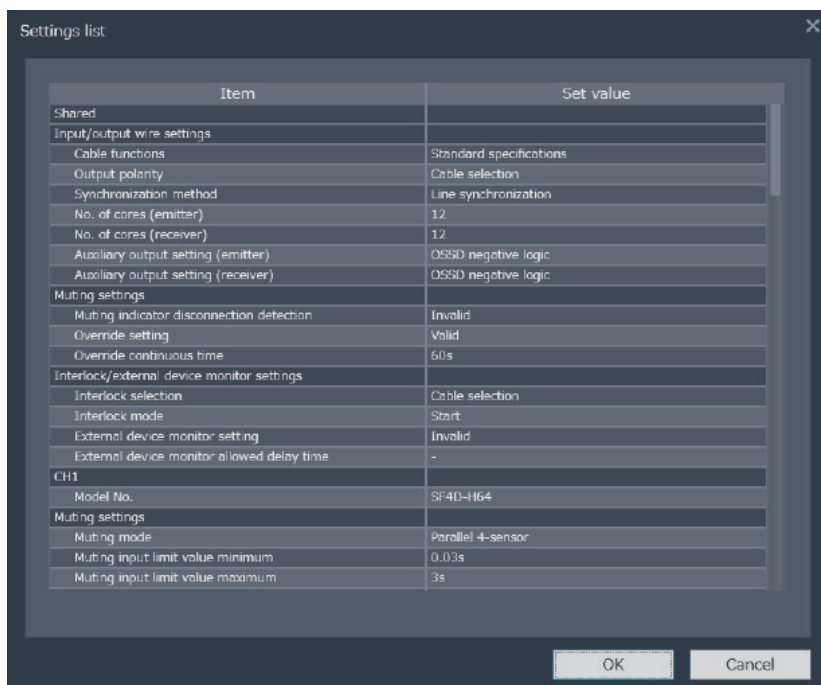 Settings list
Item Set value
Shared
Input/output wire settings
Cable functions Standard specifications
Output polarity Cable selection
Synchronization method Line synchronization
No. of cores (emitter) 12
No. of cores (receiver) 12
Auxiliary output setting (emitter) OSSD negative logic
Auxiliary output setting (receiver) OSSD negative logic
Muting settings
Muting indicator disconnection detection Invalid
Override setting Valid
Override continuous time 60s
Interlock/external device monitor settings
Interlock selection Cable selection
Interlock mode Start
External device monitor setting Invalid
External device monitor allowed delay time -
CH1
Model No. SF4D-H64
Muting settings
Muting mode Parallel 4-sensor
Muting input limit value minimum 0.03s
Muting input limit value maximum 3s
OK Cancel